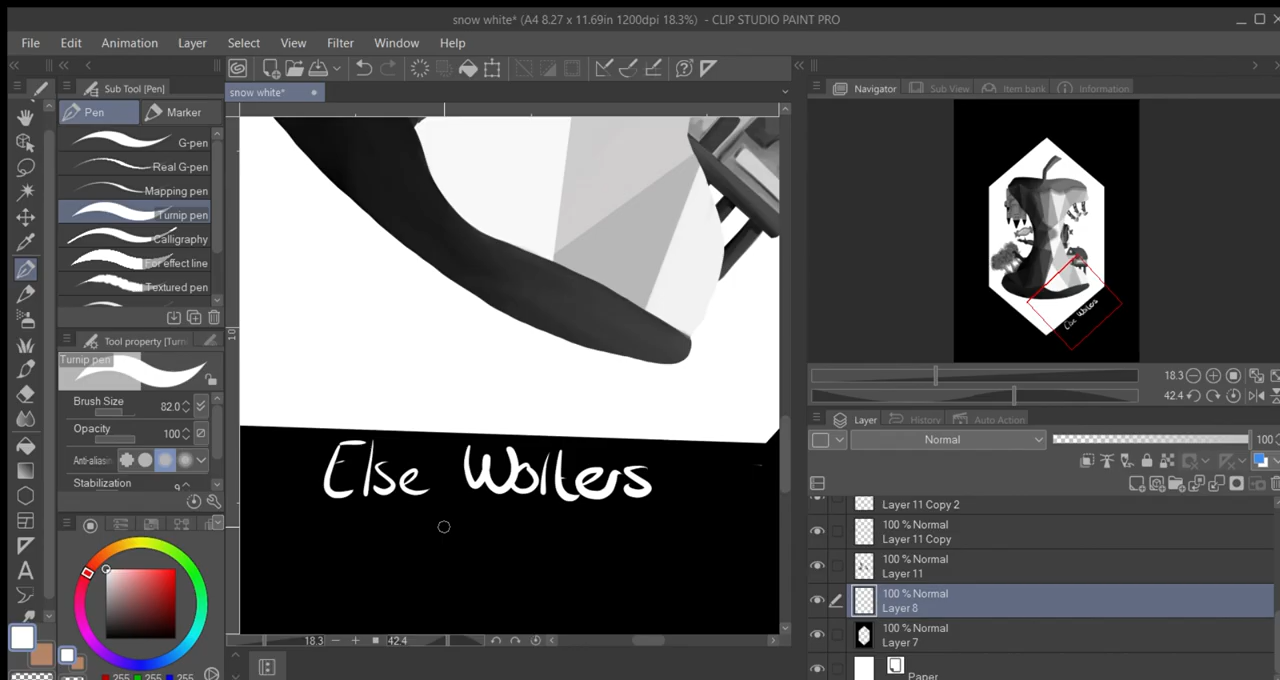 snow white* (A4 8.27 x 11.69in 1200dpi 18.3%) - CLIP STUDIO PAINT PRO
File Edit Animation Layer Select View Filter Window Help
Sub Tool [Pen]
snow white*
Navigator Sub View Item bank Information
Pen Marker
G-pen
Real G-pen
Mapping pen
Turnip pen
Calligraphy
For effect line
Textured pen
Tool property [Turni
Turnip pen
Brush Size 82.0
Opacity 100
Anti-aliasin
Stabilization 9
10
Else Wolters
18.3 42.4
255 255 255
Else Wolters
18.3
42.4
Layer History Auto Action
Normal 100
Layer 11 Copy 2
100 % Normal
Layer 11 Copy
100 % Normal
Layer 11
100 % Normal
Layer 8
100 % Normal
Layer 7
Paper
A